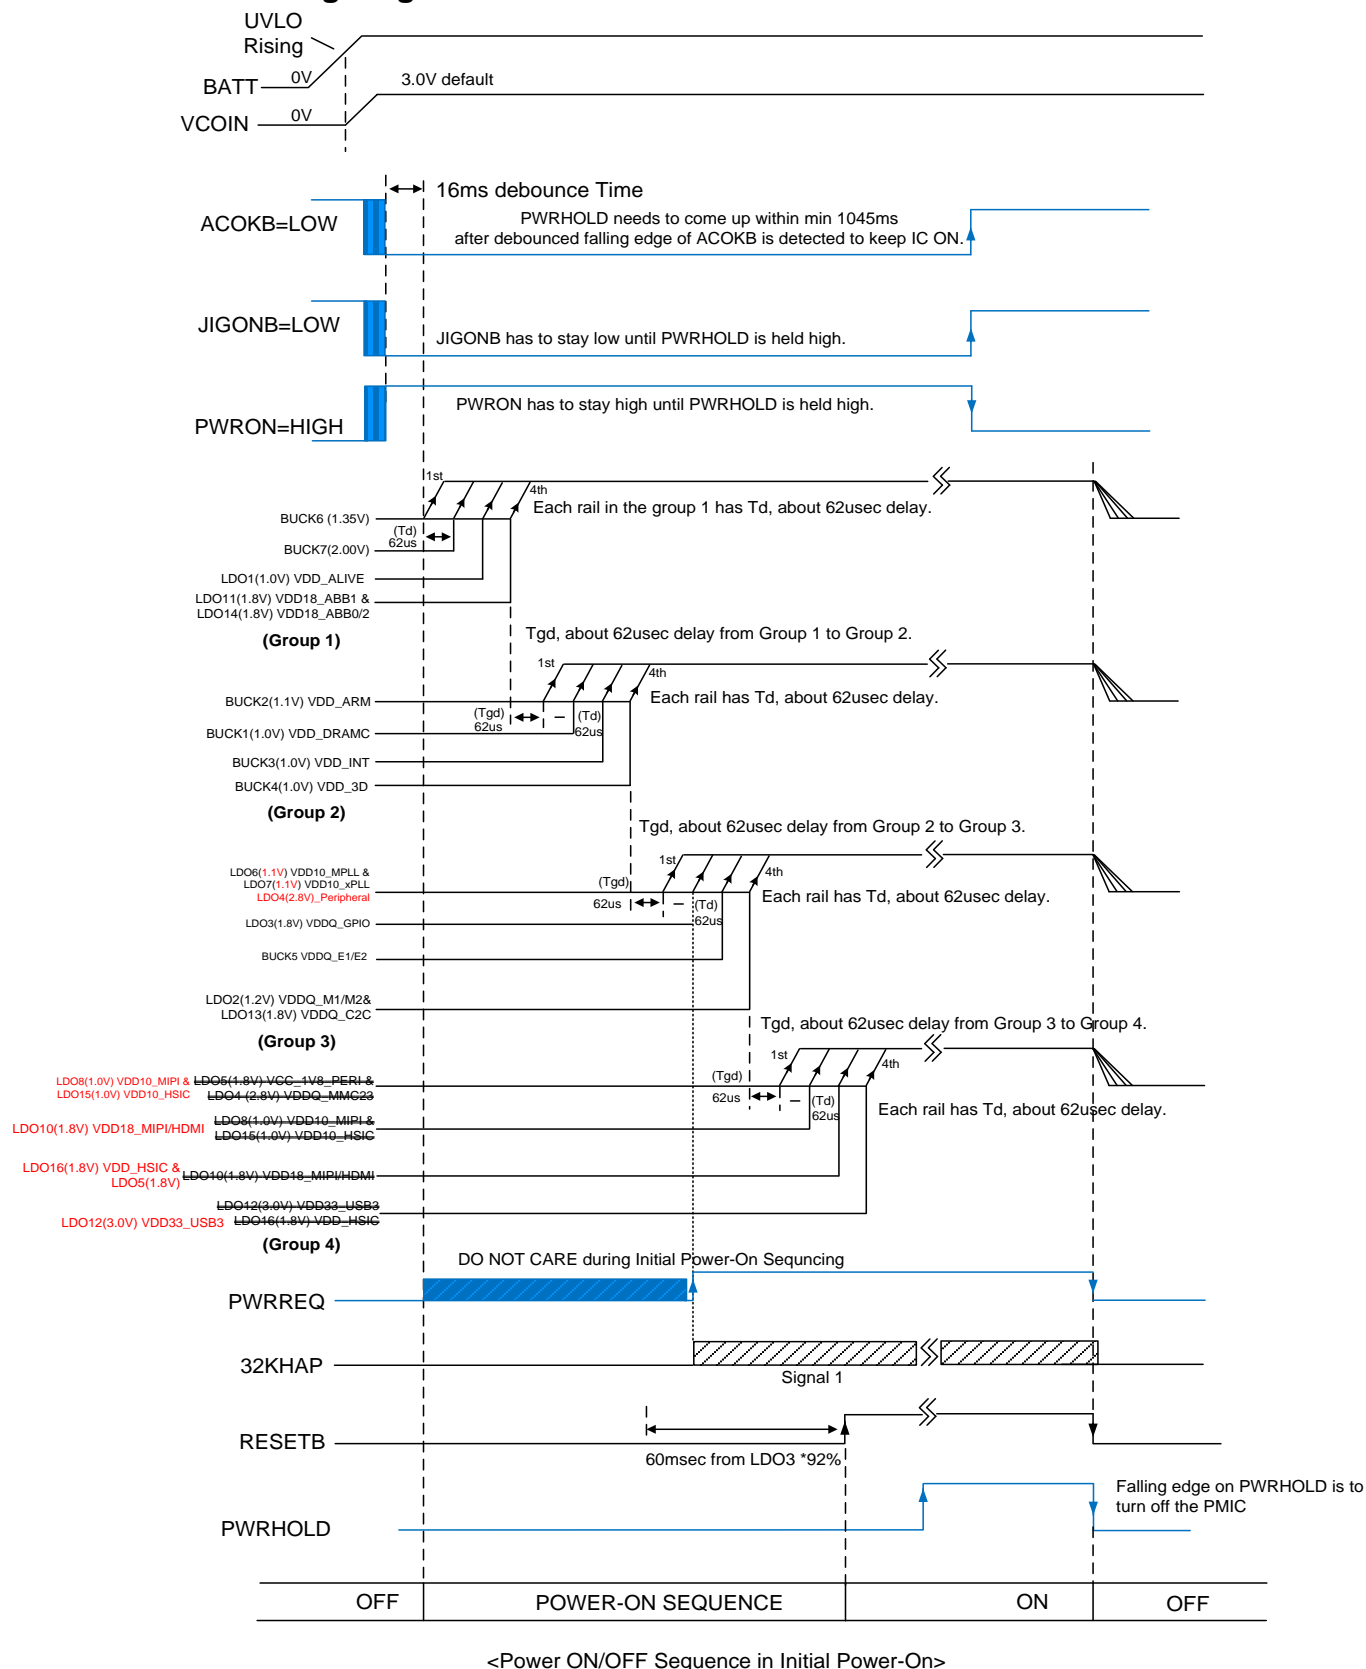 UVLO
Rising
BATT
0V
3.0V default
VCOIN
0V
16ms debounce Time
ACOKB=LOW
PWRHOLD needs to come up within min 1045ms
after debounced falling edge of ACOKB is detected to keep IC ON.
JIGONB=LOW
JIGONB has to stay low until PWRHOLD is held high.
PWRON has to stay high until PWRHOLD is held high.
PWRON=HIGH
1st
4th
Each rail in the group 1 has Td, about 62usec delay.
BUCK6 (1.35V)
(Td)
62us
BUCK7(2.00V)
LDO1(1.0V) VDD_ALIVE
LDO11(1.8V) VDD18_ABB1 &
LDO14(1.8V) VDD18_ABB0/2
(Group 1)
Tgd, about 62usec delay from Group 1 to Group 2.
1st
4th
Each rail has Td, about 62usec delay.
BUCK2(1.1V) VDD_ARM
(Tgd)
62us
(Td)
62us
BUCK1(1.0V) VDD_DRAMC
BUCK3(1.0V) VDD_INT
BUCK4(1.0V) VDD_3D
(Group 2)
Tgd, about 62usec delay from Group 2 to Group 3.
1st
4th
Each rail has Td, about 62usec delay.
LDO6(1.1V) VDD10_MPLL &
LDO7(1.1V) VDD10_xPLL
LDO4(2.8V)_Peripheral
(Tgd)
62us
(Td)
62us
LDO3(1.8V) VDDQ_GPIO
BUCK5 VDDQ_E1/E2
LDO2(1.2V) VDDQ_M1/M2&
LDO13(1.8V) VDDQ_C2C
(Group 3)
Tgd, about 62usec delay from Group 3 to Group 4.
1st
4th
Each rail has Td, about 62usec delay.
(Tgd)
62us
(Td)
62us
LDO8(1.0V) VDD10_MIPI & LDO5(1.8V) VCC_1V8_PERI &
LDO15(1.0V) VDD10_HSIC LDO4 (2.8V) VDDQ_MMC23
LDO8(1.0V) VDD10_MIPI &
LDO10(1.8V) VDD18_MIPI/HDMI LDO15(1.0V) VDD10_HSIC
LDO16(1.8V) VDD_HSIC &
LDO5(1.8V) LDO10(1.8V) VDD18_MIPI/HDMI
LDO12(3.0V) VDD33_USB3
LDO12(3.0V) VDD33_USB3 LDO16(1.8V) VDD_HSIC
(Group 4)
DO NOT CARE during Initial Power-On Sequncing
PWRREQ
32KHAP
Signal 1
RESETB
60msec from LDO3 *92%
PWRHOLD
Falling edge on PWRHOLD is to
turn off the PMIC
OFF
POWER-ON SEQUENCE
ON
OFF
<Power ON/OFF Sequence in Initial Power-On>